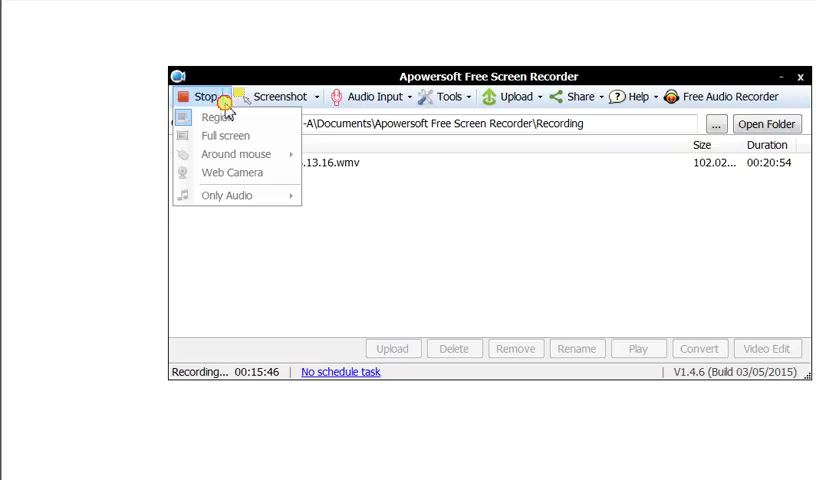 Apowersoft Free Screen Recorder - x
Stop Screenshot Audio Input Tools Upload Share Help Free Audio Recorder
-A\Documents\Apowersoft Free Screen Recorder\Recording ... Open Folder
Full screen
Around mouse
Web Camera
Only Audio
Size Duration
.13.16.wmv 102.02... 00:20:54
Upload Delete Remove Rename Play Convert Video Edit
Recording... 00:15:46 | No schedule task | V1.4.6 (Build 03/05/2015)